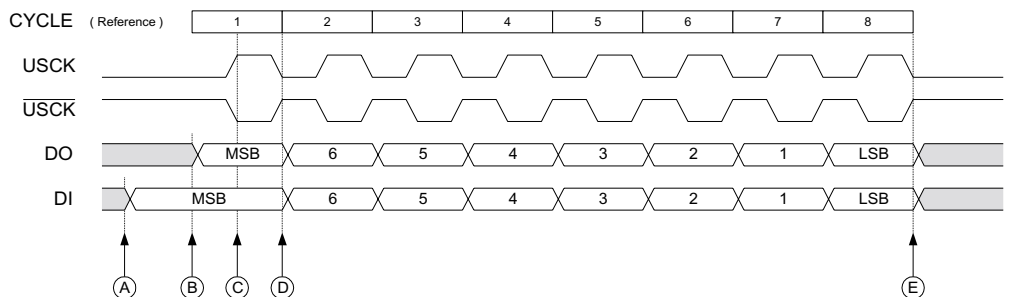 CYCLE ( Reference ) 1 2 3 4 5 6 7 8
USCK
USCK
DO MSB 6 5 4 3 2 1 LSB
DI MSB 6 5 4 3 2 1 LSB
A B C D E